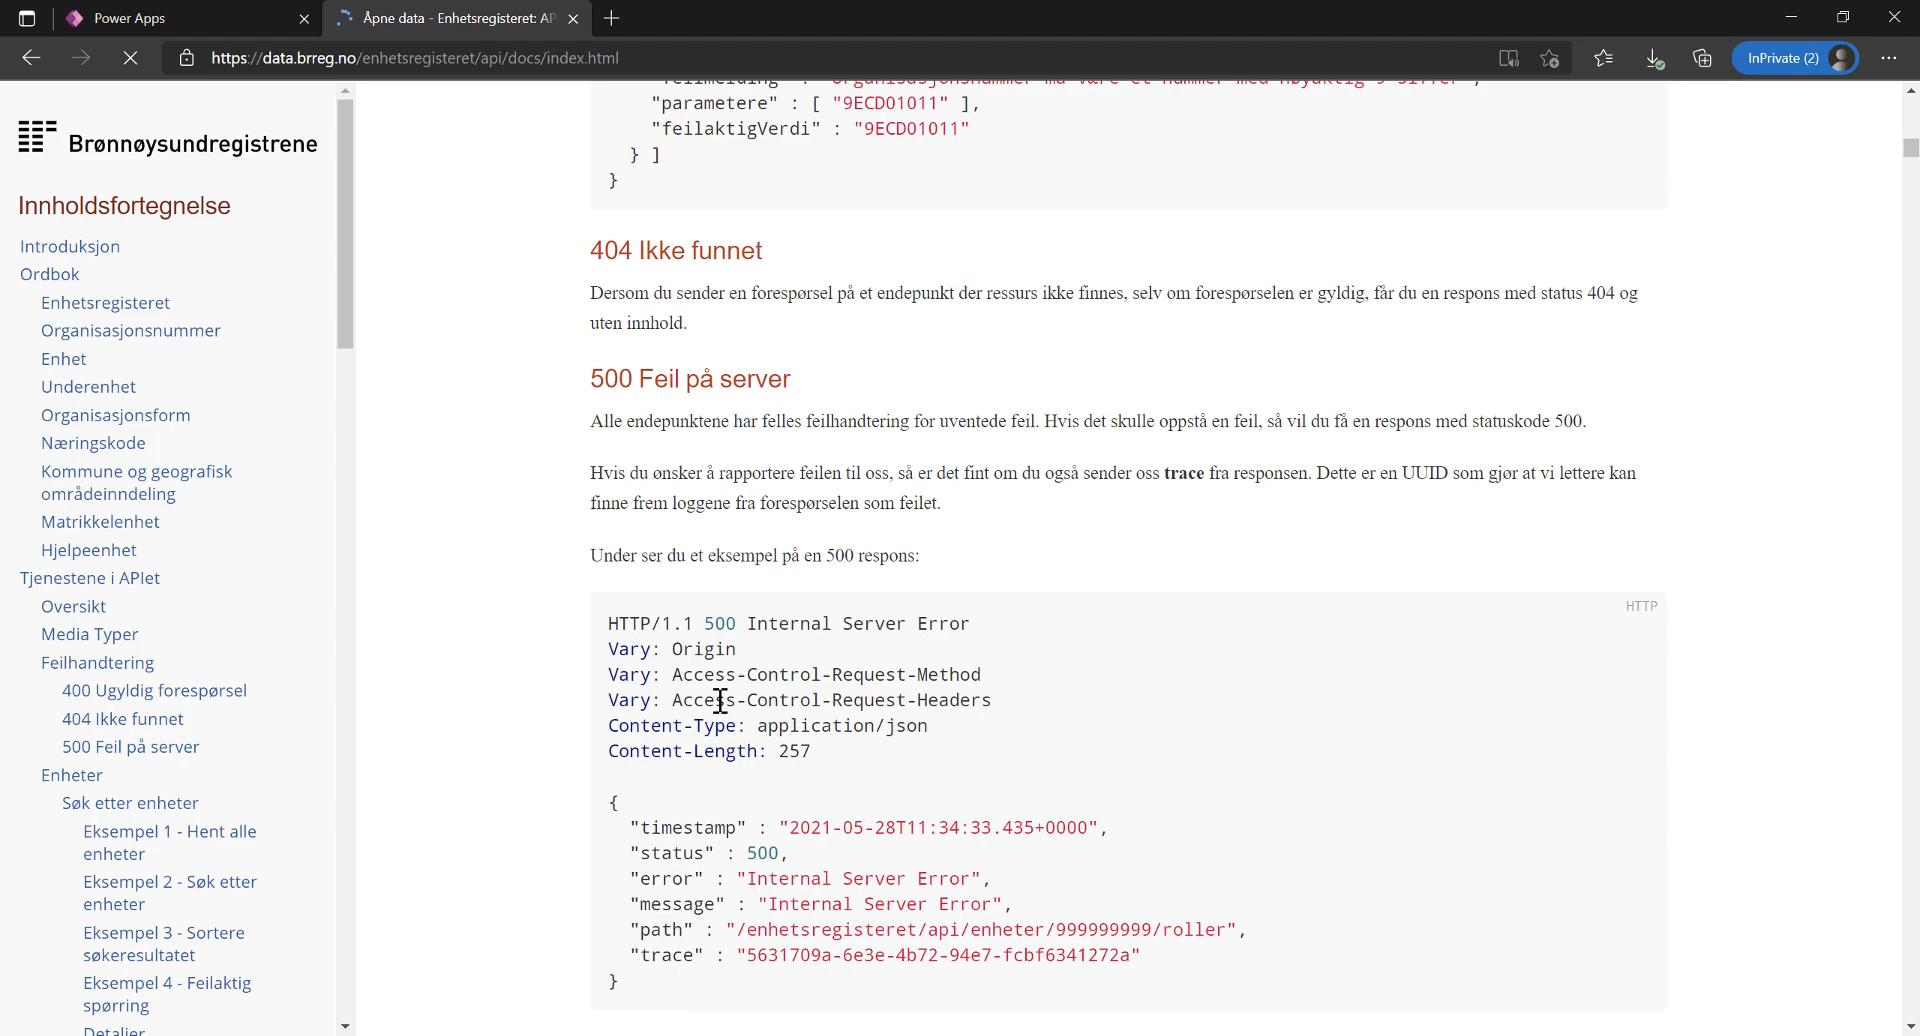 Power Apps
Åpne data - Enhetsregisteret: AP
https://data.brreg.no/enhetsregisteret/api/docs/index.html
InPrivate (2)
Brønnøysundregistrene
Innholdsfortegnelse
Introduksjon
Ordbok
Enhetsregisteret
Organisasjonsnummer
Enhet
Underenhet
Organisasjonsform
Næringskode
Kommune og geografisk
områdeinndeling
Matrikkelenhet
Hjelpeenhet
Tjenestene i APIet
Oversikt
Media Typer
Feilhandtering
400 Ugyldig forespørsel
404 Ikke funnet
500 Feil på server
Enheter
Søk etter enheter
Eksempel 1 - Hent alle
enheter
Eksempel 2 - Søk etter
enheter
Eksempel 3 - Sortere
søkeresultatet
Eksempel 4 - Feilaktig
spørring
Detaljer
"feilmelding" : "Organisasjonsnummer må være et nummer med nøyaktig 9 siffer",
"parametere" : [ "9ECD01011" ],
"feilaktigVerdi" : "9ECD01011"
} ]
}
404 Ikke funnet
Dersom du sender en forespørsel på et endepunkt der ressurs ikke finnes, selv om forespørselen er gyldig, får du en respons med status 404 og
uten innhold.
500 Feil på server
Alle endepunktene har felles feilhandtering for uventede feil. Hvis det skulle oppstå en feil, så vil du få en respons med statuskode 500.
Hvis du ønsker å rapportere feilen til oss, så er det fint om du også sender oss trace fra responsen. Dette er en UUID som gjør at vi lettere kan
finne frem loggene fra forespørselen som feilet.
Under ser du et eksempel på en 500 respons:
HTTP
HTTP/1.1 500 Internal Server Error
Vary: Origin
Vary: Access-Control-Request-Method
Vary: Access-Control-Request-Headers
Content-Type: application/json
Content-Length: 257
{
"timestamp" : "2021-05-28T11:34:33.435+0000",
"status" : 500,
"error" : "Internal Server Error",
"message" : "Internal Server Error",
"path" : "/enhetsregisteret/api/enheter/999999999/roller",
"trace" : "5631709a-6e3e-4b72-94e7-fcbf6341272a"
}